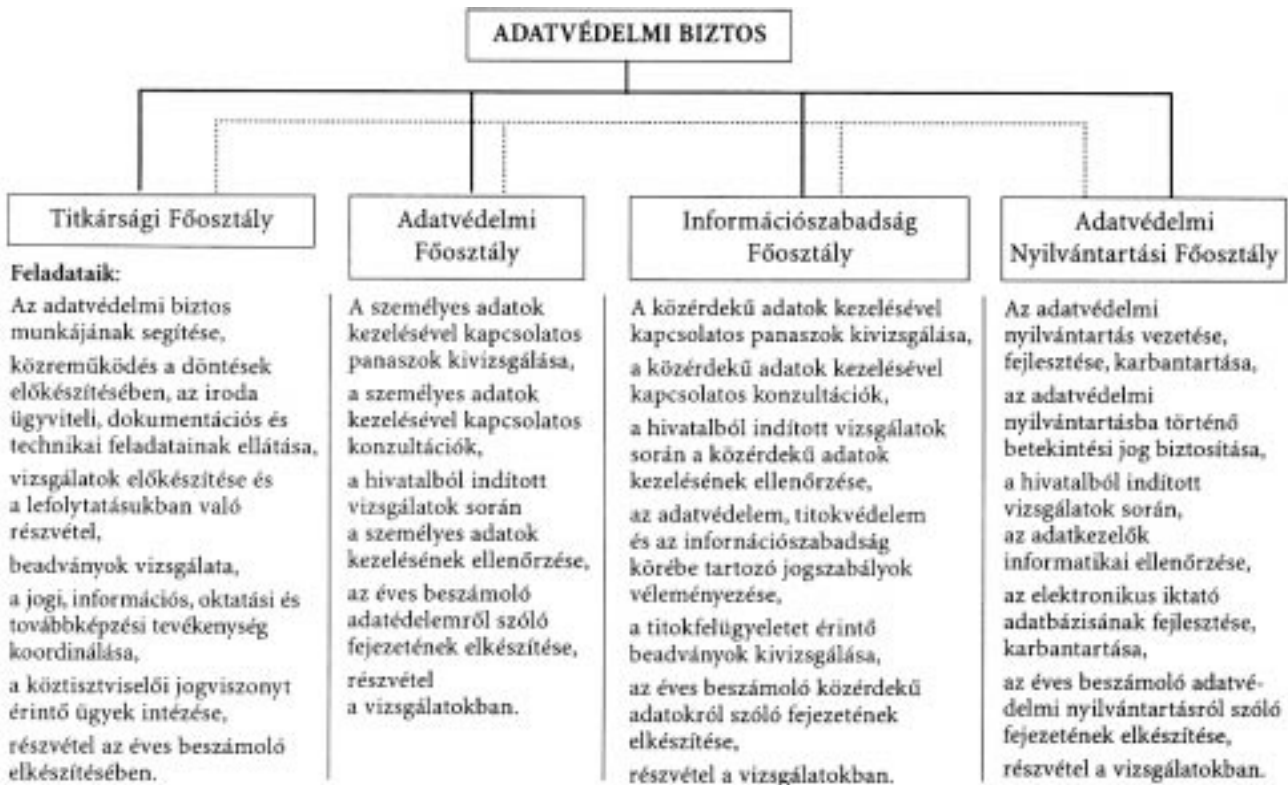 ADATVÉDELMI BIZTOS
Titkársági Főosztály
Feladataik:
Az adatvédelmi biztos
munkájának segítése,
közreműködés a döntések
előkészítésében, az iroda
ügyviteli, dokumentációs és
technikai feladatainak ellátása,
vizsgálatok előkészítése és
a lefolytatásukban való
részvétel,
beadványok vizsgálata,
a jogi, információs, oktatási és
továbbképzési tevékenység
koordinálása,
a köztisztviselői jogviszonyt
érintő ügyek intézése,
részvétel az éves beszámoló
elkészítésében.
Adatvédelmi
Főosztály
A személyes adatok
kezelésével kapcsolatos
panaszok kivizsgálása,
a személyes adatok
kezelésével kapcsolatos
konzultációk,
a hivatalból indított
vizsgálatok során
a személyes adatok
kezelésének ellenőrzése,
az éves beszámoló
adatédelemről szóló
fejezetének elkészítése,
részvétel
a vizsgálatokban.
Információszabadság
Főosztály
A közérdekű adatok kezelésével
kapcsolatos panaszok kivizsgálása,
a közérdekű adatok kezelésével
kapcsolatos konzultációk,
a hivatalból indított vizsgálatok
során a közérdekű adatok
kezelésének ellenőrzése,
az adatvédelem, titokvédelem
és az infornációszabadság
körébe tartozó jogszabályok
véleményezése,
a titokfelügyeletet érintő
beadványok kivizsgálása,
az éves beszámoló közérdekű
adatokról szóló fejezetének
elkészítése,
részvétel a vizsgálatokban.
Adatvédelmi
Nyilvántartási Főosztály
Az adatvédelmi
nyilvántartás vezetése,
fejlesztése, karbantartása,
az adatvédelmi
nyilvántartásba történő
betekintési jog biztosítása,
a hivatalból indított
vizsgálatok során,
az adatkezelők
informatikai ellenőrzése,
az elektronikus iktató
adatbázisának fejlesztése,
karbantartása,
az éves beszámoló adatvé-
delmi nyilvántartásról szóló
fejezetének elkészítése,
részvétel a vizsgálatokban.